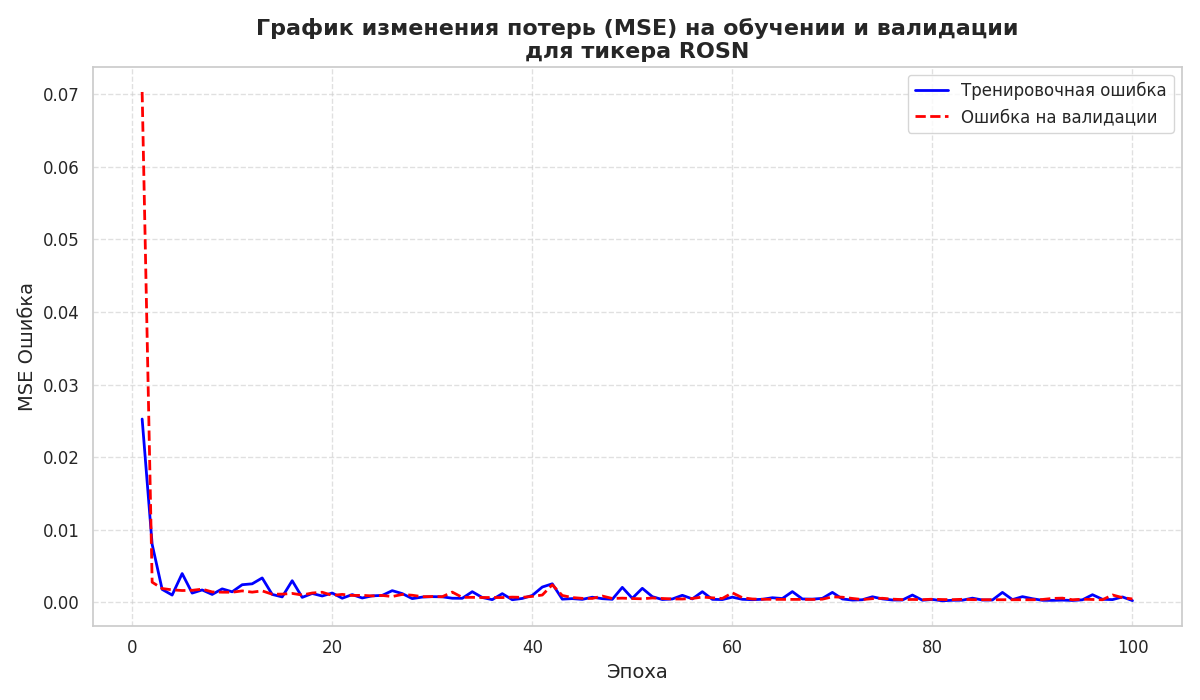 График изменения потерь (MSE) на обучении и валидации
для тикера ROSN
Тренировочная ошибка
Ошибка на валидации
MSE Ошибка
0.07
0.06
0.05
0.04
0.03
0.02
0.01
0.00
0 20 40 60 80 100
Эпоха